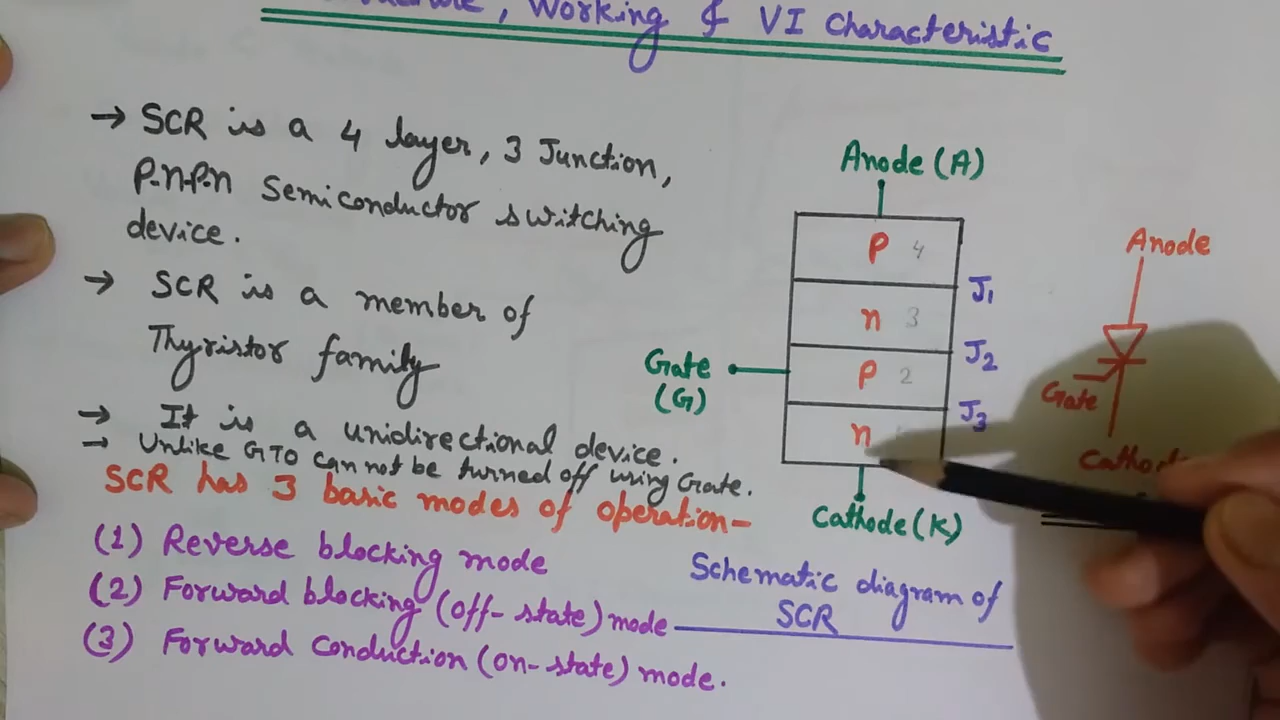 , Working & VI Characteristic
→ SCR is a 4 layer, 3 Junction,
P-n-P-n Semiconductor switching
device.
→ SCR is a member of
Thyristor family
→ It is a unidirectional device.
→ Unlike GTO can not be turned off using Gate.
SCR has 3 basic modes of operation-
(1) Reverse blocking mode
(2) Forward blocking (off-state) mode
(3) Forward Conduction (on-state) mode.
Anode (A)
P 4
J1
n 3
J2
Gate
(G)
P 2
J3
n
Cathode (K)
Schematic diagram of
SCR
Anode
Gate